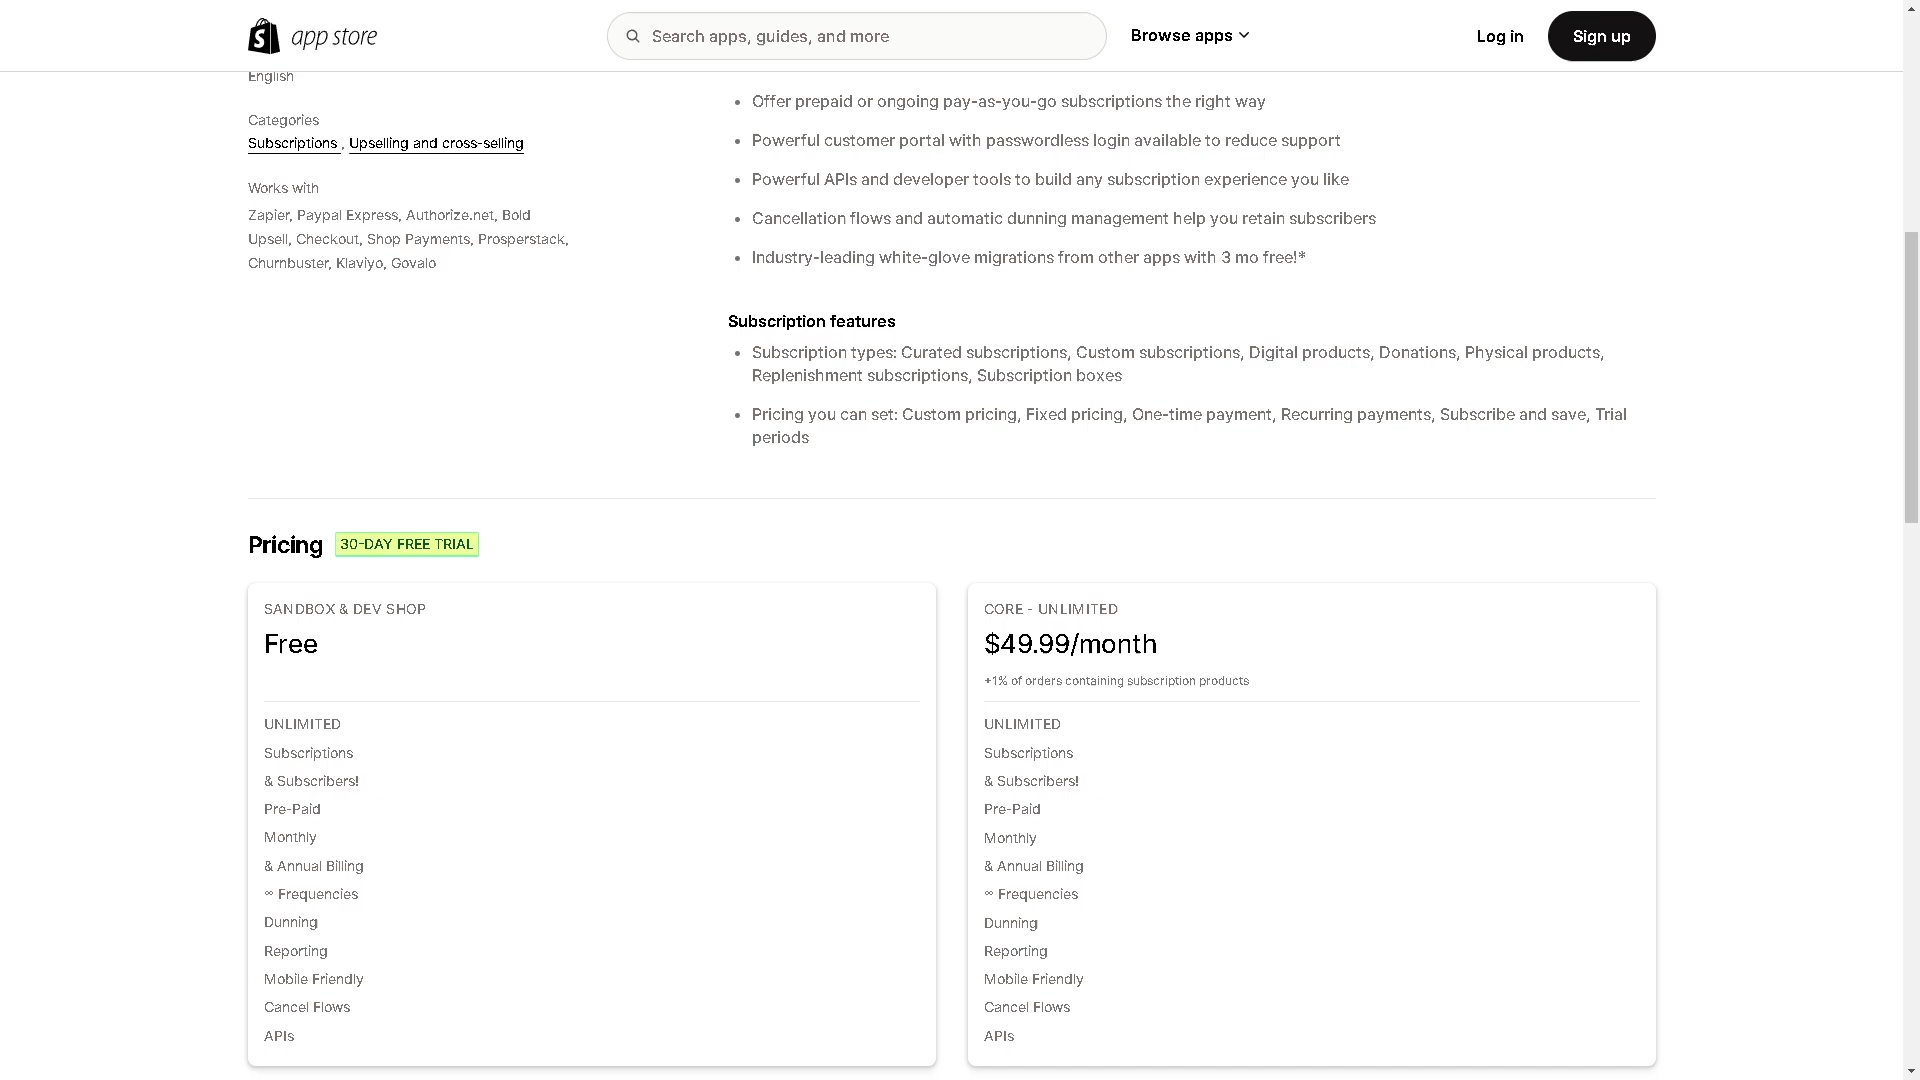 app store
Search apps, guides, and more
Browse apps
Log in
Sign up
English
Categories
Subscriptions , Upselling and cross-selling
Works with
Zapier, Paypal Express, Authorize.net, Bold
Upsell, Checkout, Shop Payments, Prosperstack,
Churnbuster, Klaviyo, Govalo
• Offer prepaid or ongoing pay-as-you-go subscriptions the right way
• Powerful customer portal with passwordless login available to reduce support
• Powerful APIs and developer tools to build any subscription experience you like
• Cancellation flows and automatic dunning management help you retain subscribers
• Industry-leading white-glove migrations from other apps with 3 mo free!*
Subscription features
• Subscription types: Curated subscriptions, Custom subscriptions, Digital products, Donations, Physical products,
Replenishment subscriptions, Subscription boxes
• Pricing you can set: Custom pricing, Fixed pricing, One-time payment, Recurring payments, Subscribe and save, Trial
periods
Pricing
30-DAY FREE TRIAL
SANDBOX & DEV SHOP
Free
UNLIMITED
Subscriptions
& Subscribers!
Pre-Paid
Monthly
& Annual Billing
∞ Frequencies
Dunning
Reporting
Mobile Friendly
Cancel Flows
APIs
CORE - UNLIMITED
$49.99/month
+1% of orders containing subscription products
UNLIMITED
Subscriptions
& Subscribers!
Pre-Paid
Monthly
& Annual Billing
∞ Frequencies
Dunning
Reporting
Mobile Friendly
Cancel Flows
APIs